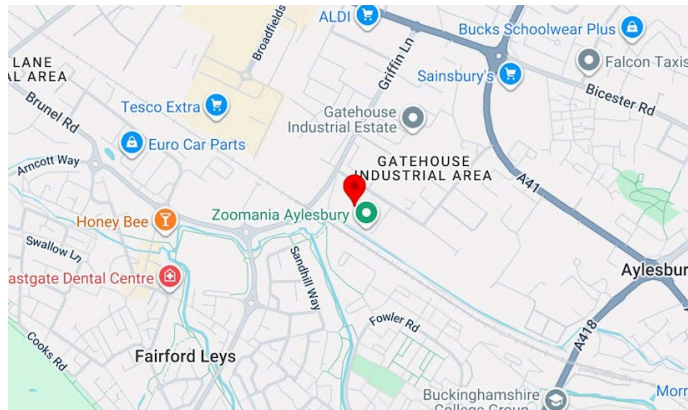 ALDI
Bucks Schoolwear Plus
LANE
AL AREA
Broadfields
Griffin Ln
Falcon Taxis
Sainsbury's
Bicester Rd
Tesco Extra
Gatehouse
Industrial Estate
Brunel Rd
Euro Car Parts
GATEHOUSE
INDUSTRIAL AREA
Arncott Way
A41
Zoomania Aylesbury
Honey Bee
Swallow Ln
Sandhill Way
astgate Dental Centre
Aylesbur
Fowler Rd
A418
Cooks Rd
Fairford Leys
Buckinghamshire
College Group
Morr